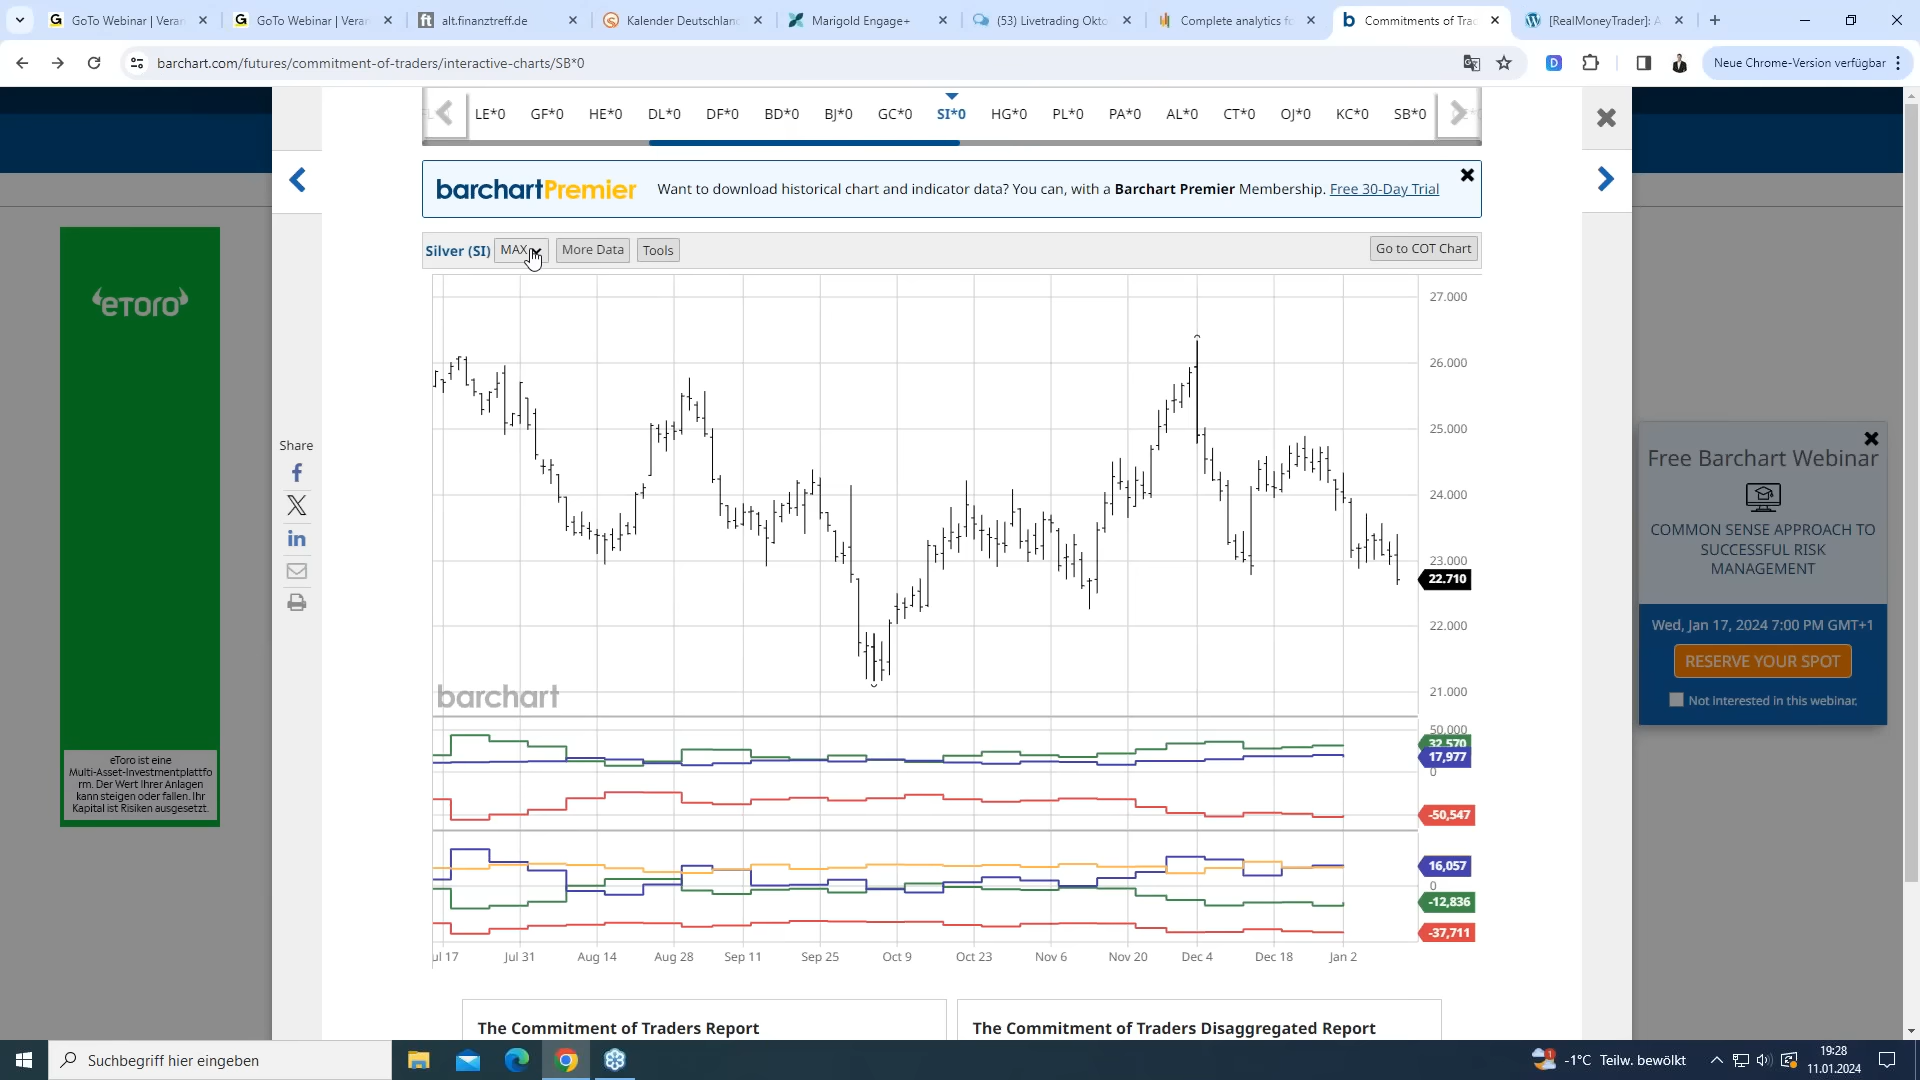 GoTo Webinar | Veran
GoTo Webinar | Veran
alt.finanztreff.de
Kalender Deutschland
Marigold Engage+
(53) Livetrading Okto
Complete analytics fo
Commitments of Trad
[RealMoneyTrader]: A
barchart.com/futures/commitment-of-traders/interactive-charts/SB*0
Neue Chrome-Version verfügbar
LE*0 GF*0 HE*0 DL*0 DF*0 BD*0 BJ*0 GC*0 SI*0 HG*0 PL*0 PA*0 AL*0 CT*0 OJ*0 KC*0 SB*0
barchartPremier Want to download historical chart and indicator data? You can, with a Barchart Premier Membership. Free 30-Day Trial
Silver (SI) MAX More Data Tools Go to COT Chart
27.000
26.000
25.000
24.000
23.000
22.710
22.000
21.000
barchart
50,000
32,570
17,977
0
-50,547
16,057
0
-12,836
-37,711
ul 17 Jul 31 Aug 14 Aug 28 Sep 11 Sep 25 Oct 9 Oct 23 Nov 6 Nov 20 Dec 4 Dec 18 Jan 2
The Commitment of Traders Report
The Commitment of Traders Disaggregated Report
Share
eToro
eToro ist eine
Multi-Asset-Investmentplattfo
rm. Der Wert Ihrer Anlagen
kann steigen oder fallen. Ihr
Kapital ist Risiken ausgesetzt.
Free Barchart Webinar
COMMON SENSE APPROACH TO
SUCCESSFUL RISK
MANAGEMENT
Wed, Jan 17, 2024 7:00 PM GMT+1
RESERVE YOUR SPOT
Not interested in this webinar.
Suchbegriff hier eingeben
-1°C Teilw. bewölkt
19:28
11.01.2024